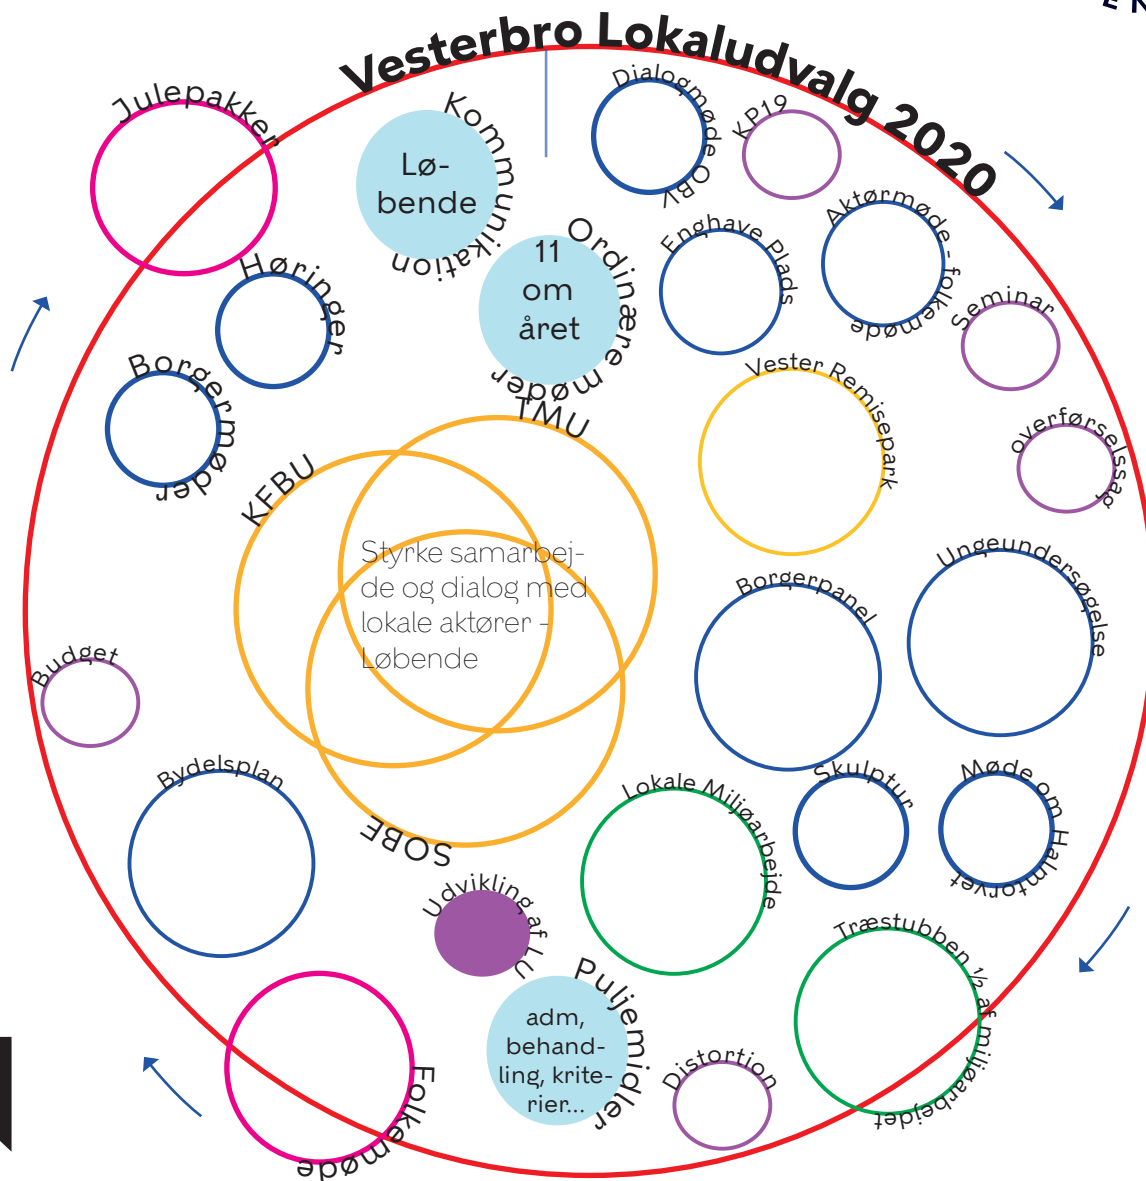 EN
Vesterbro Lokaludvalg 2020
Julepakker
Kommunikation
Lø-
bende
Dialogmøde OBV
KP19
Aktørmøde - folkemøde
Ordinære møder
11
om
året
Enghave Plads
Høringer
Seminar
Borgermøder
Vester Remisepark
TMU
KFBU
overførselssag
Styrke samarbej-
de og dialog med
lokale aktører -
Løbende
Ungeundersøgelse
Borgerpanel
Budget
Bydelsplan
SOBE
Lokale Miljøarbejde
Skulptur
Møde om Halmtorvet
Udvikling af LU
Træstubben ½ af miljøarbejdet
Puljemidler
adm,
behand-
ling, krite-
rier...
Distortion
Folkemøde